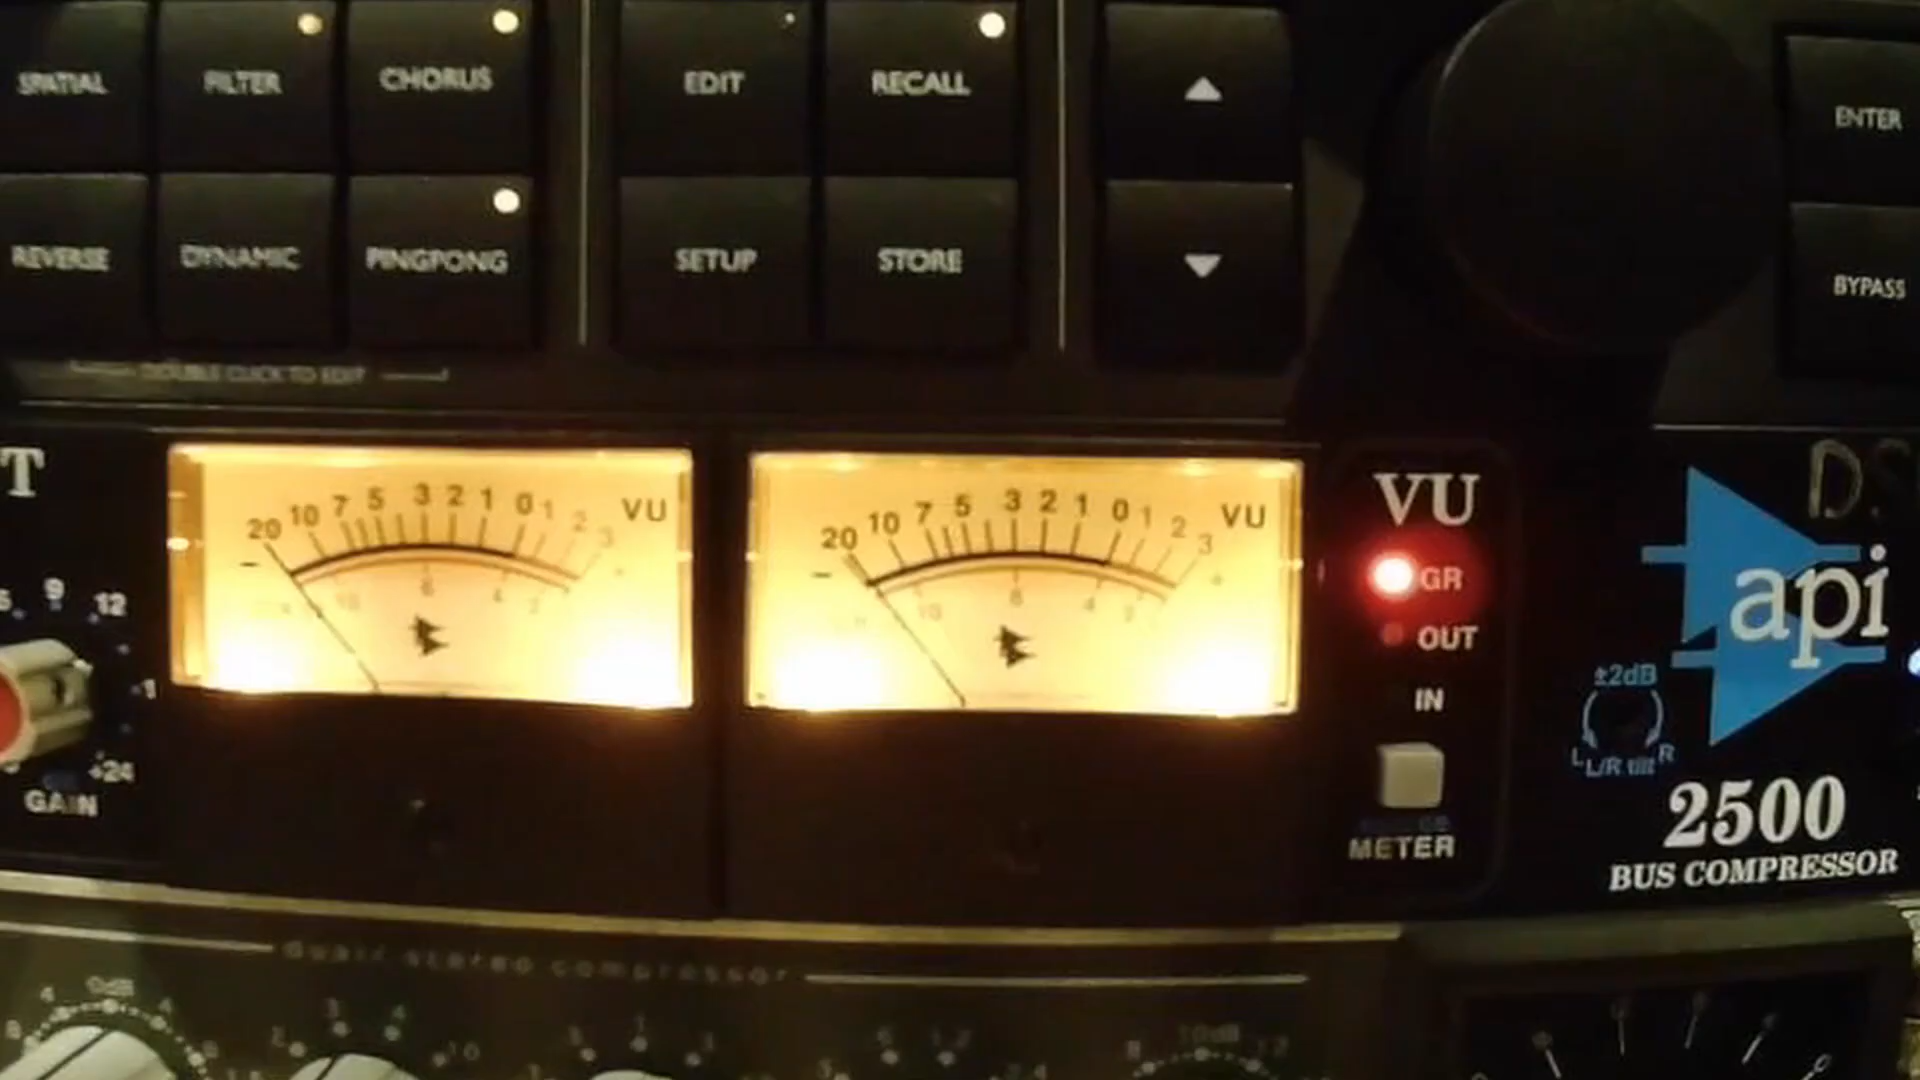 SPATIAL FILTER CHORUS EDIT RECALL ENTER
REVERSE DYNAMIC PINGPONG SETUP STORE BYPASS
DOUBLE CLICK TO EDIT
T
9 12
+24
GAIN
20 10 7 5 3 2 1 0 1 2 3 VU
20 10 7 5 3 2 1 0 1 2 3 VU
VU
GR
OUT
IN
METER
api
±2dB
L R
L/R tilt
2500
BUS COMPRESSOR
dual stereo compressor
4 0dB 4